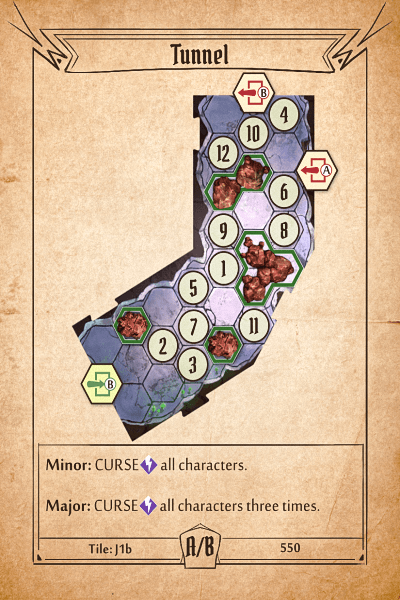 Tunnel
B
4
10
12
A
6
9
8
1
5
7
11
2
3
B
Minor: CURSE all characters.
Major: CURSE all characters three times.
Tile: J1b
A/B
550